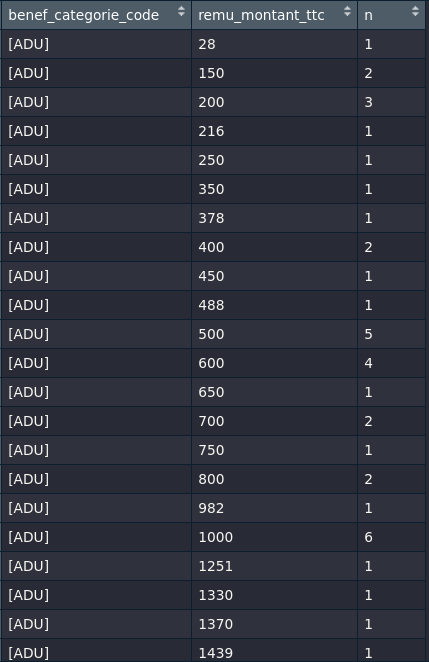 benef_categorie_code remu_montant_ttc n
[ADU] 28 1
[ADU] 150 2
[ADU] 200 3
[ADU] 216 1
[ADU] 250 1
[ADU] 350 1
[ADU] 378 1
[ADU] 400 2
[ADU] 450 1
[ADU] 488 1
[ADU] 500 5
[ADU] 600 4
[ADU] 650 1
[ADU] 700 2
[ADU] 750 1
[ADU] 800 2
[ADU] 982 1
[ADU] 1000 6
[ADU] 1251 1
[ADU] 1330 1
[ADU] 1370 1
[ADU] 1439 1